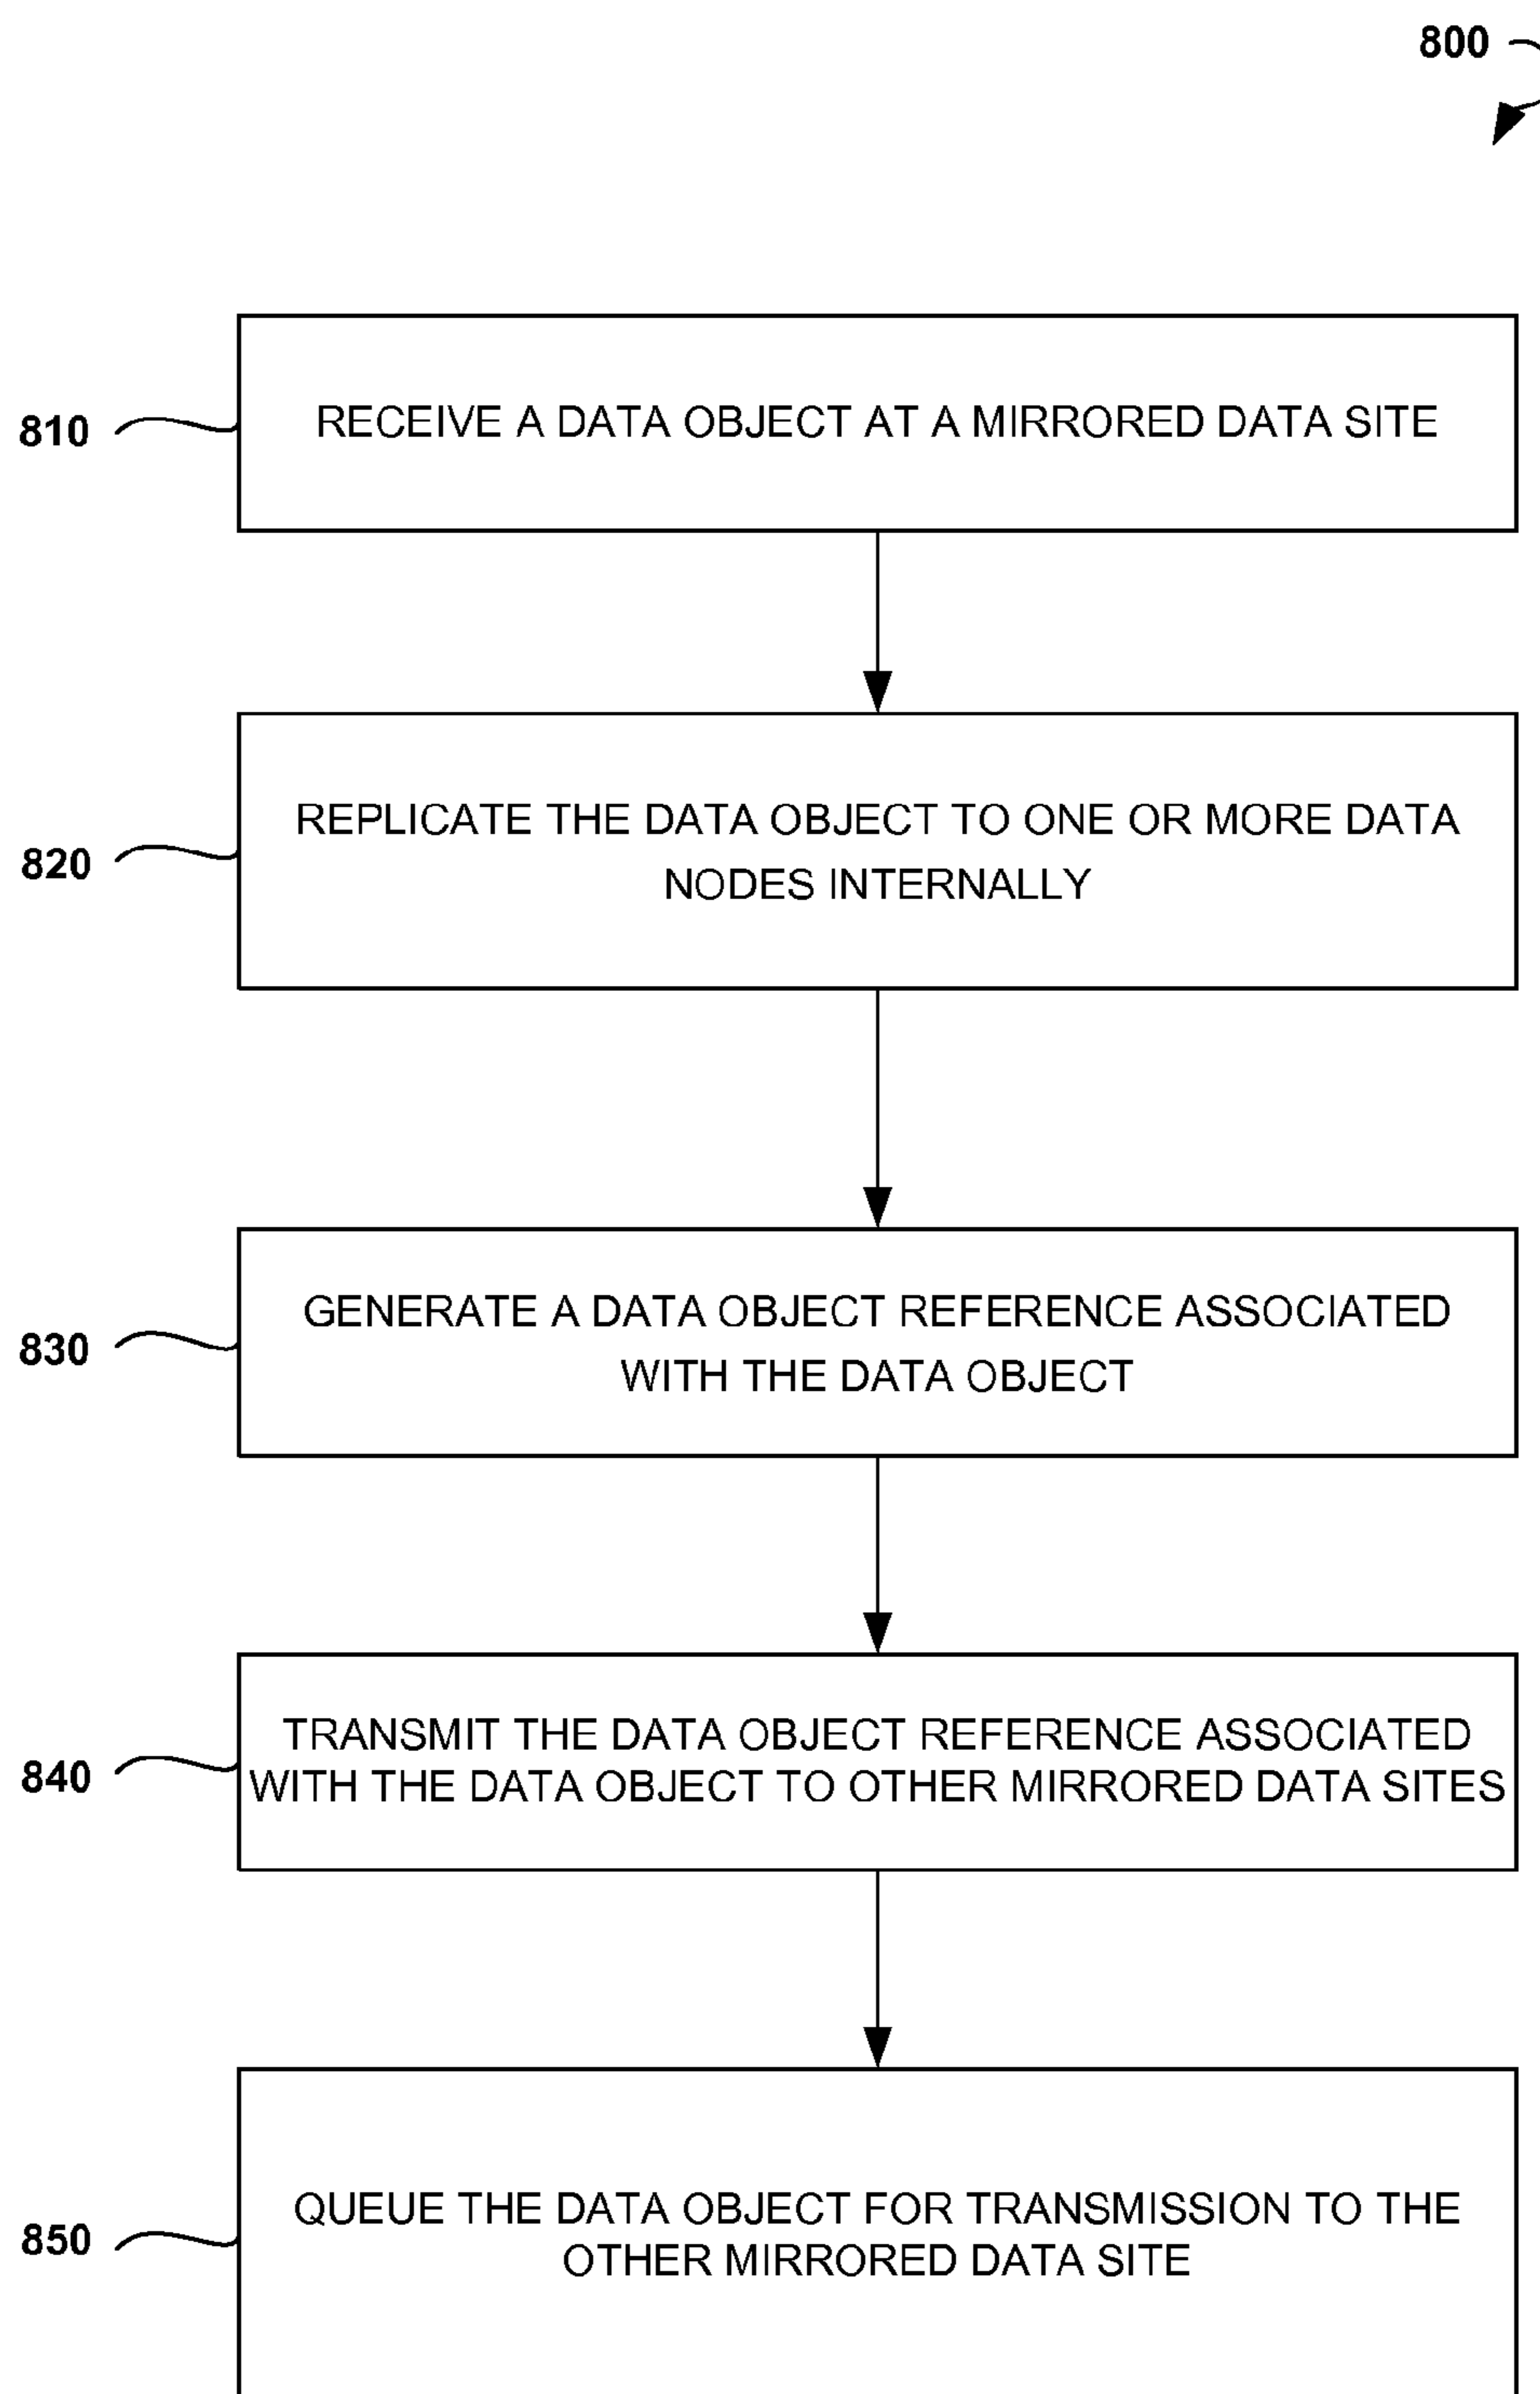 800
810
RECEIVE A DATA OBJECT AT A MIRRORED DATA SITE
820
REPLICATE THE DATA OBJECT TO ONE OR MORE DATA
NODES INTERNALLY
830
GENERATE A DATA OBJECT REFERENCE ASSOCIATED
WITH THE DATA OBJECT
840
TRANSMIT THE DATA OBJECT REFERENCE ASSOCIATED
WITH THE DATA OBJECT TO OTHER MIRRORED DATA SITES
850
QUEUE THE DATA OBJECT FOR TRANSMISSION TO THE
OTHER MIRRORED DATA SITE